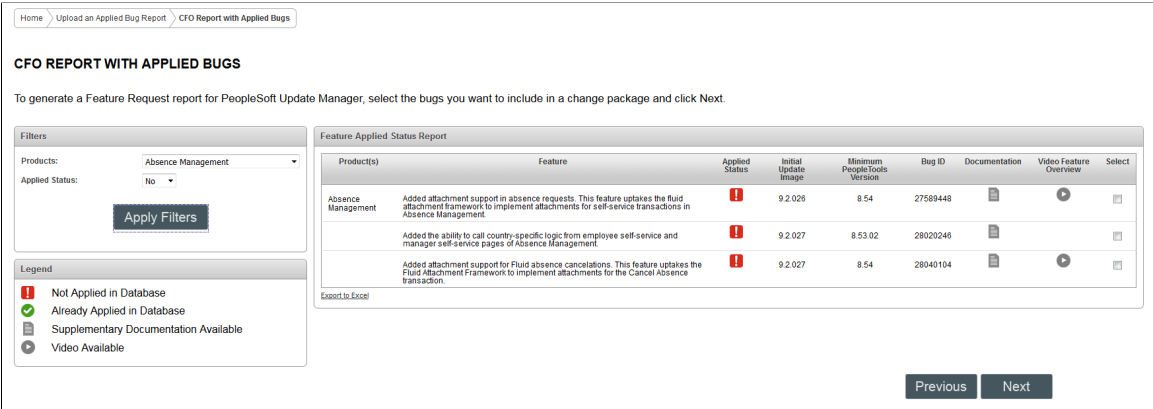 Home
Upload an Applied Bug Report
CFO Report with Applied Bugs
CFO REPORT WITH APPLIED BUGS
To generate a Feature Request report for PeopleSoft Update Manager, select the bugs you want to include in a change package and click Next.
Filters
Products: Absence Management
Applied Status: No
Apply Filters
Legend
Not Applied in Database
Already Applied in Database
Supplementary Documentation Available
Video Available
Feature Applied Status Report
Product(s) Feature Applied Status Initial Update Image Minimum PeopleTools Version Bug ID Documentation Video Feature Overview Select
Absence Management
Added attachment support in absence requests. This feature uptakes the fluid
attachment framework to implement attachments for self-service transactions in
Absence Management.
9.2.026 8.54 27589448
Added the ability to call country-specific logic from employee self-service and
manager self-service pages of Absence Management.
9.2.027 8.53.02 28020246
Added attachment support for Fluid absence cancelations. This feature uptakes the
Fluid Attachment Framework to implement attachments for the Cancel Absence
transaction.
9.2.027 8.54 28040104
Export to Excel
Previous Next